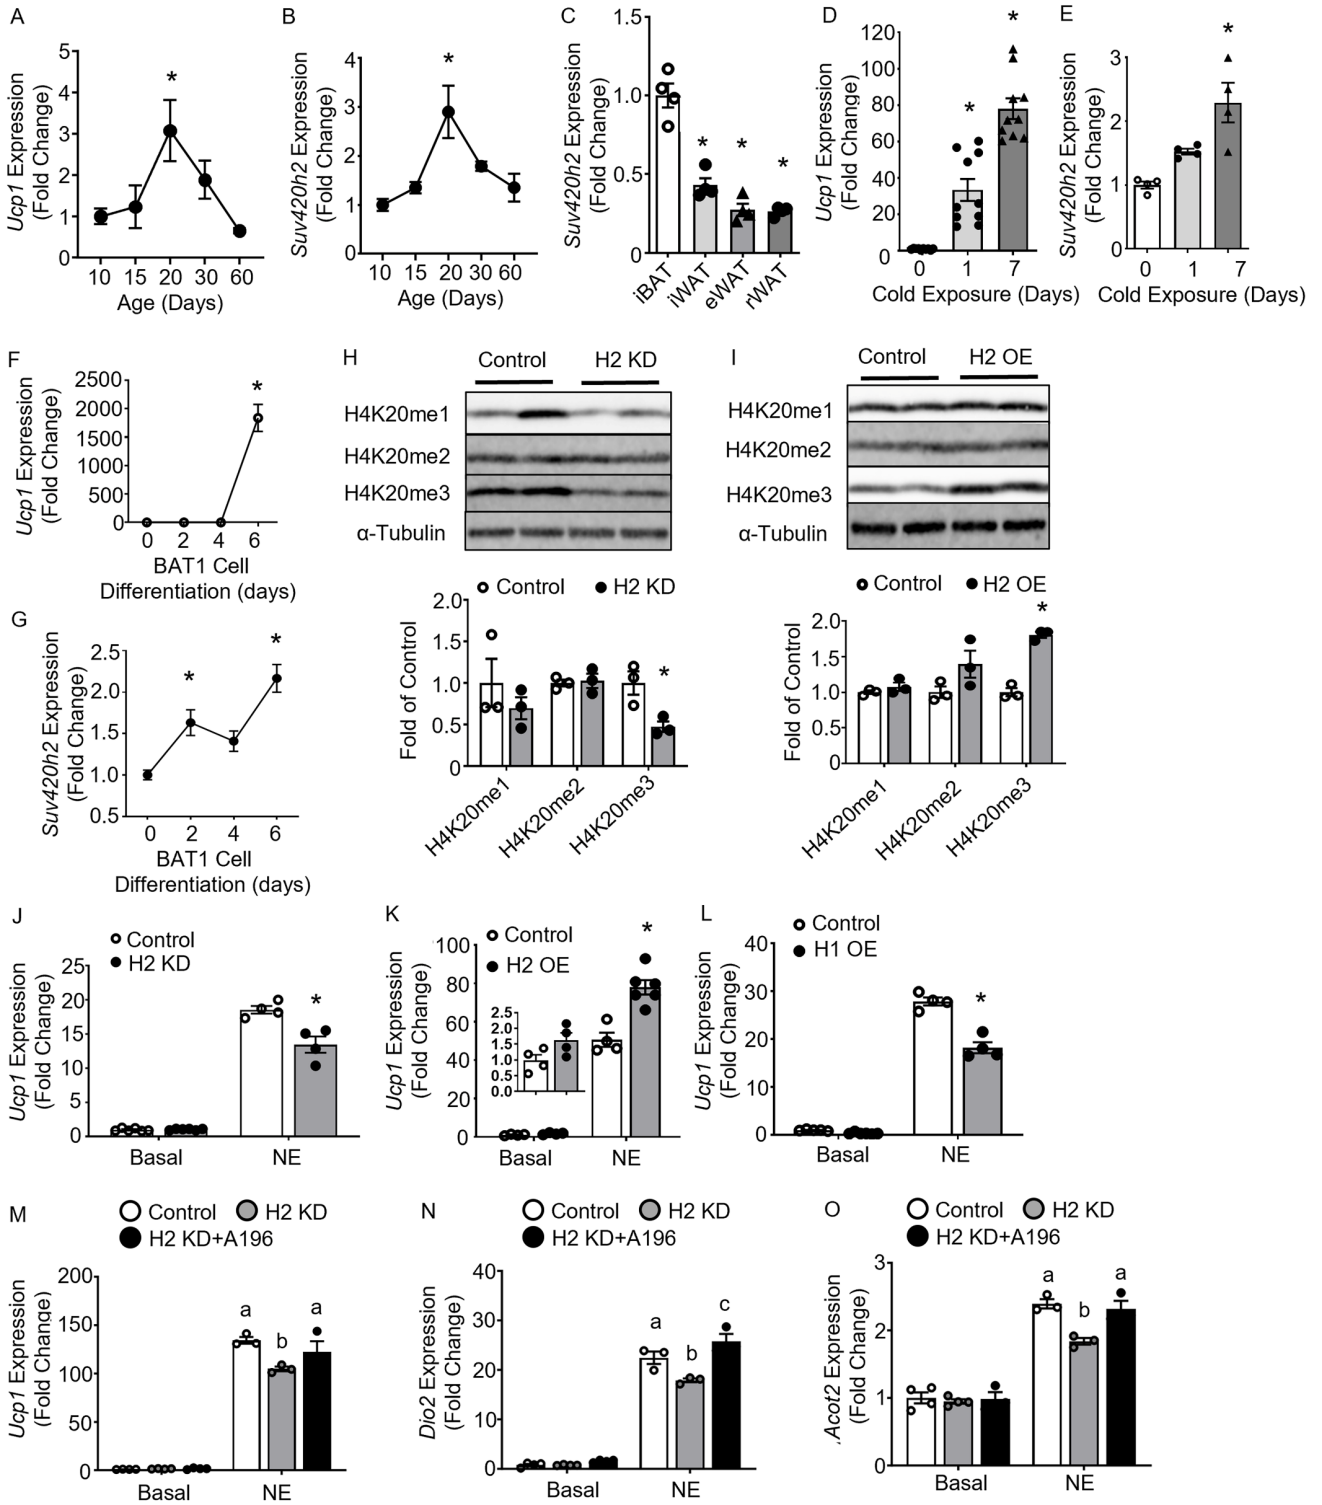 A
Ucp1 Expression
(Fold Change)
5
4
3
2
1
0
*
10 15 20 30 60
Age (Days)
B
Suv420h2 Expression
(Fold Change)
4
3
2
1
0
*
10 15 20 30 60
Age (Days)
C
Suv420h2 Expression
(Fold Change)
1.5
1.0
0.5
0
* * *
iBAT iWAT eWAT rWAT
D
Ucp1 Expression
(Fold Change)
120
100
80
60
40
20
0
* *
0 1 7
Cold Exposure (Days)
E
Suv420h2 Expression
(Fold Change)
3
2
1
0
*
0 1 7
Cold Exposure (Days)
F
Ucp1 Expression
(Fold Change)
2500
2000
1500
1000
500
0
*
0 2 4 6
BAT1 Cell
Differentiation (days)
G
Suv420h2 Expression
(Fold Change)
2.5
2.0
1.5
1.0
0.5
* *
0 2 4 6
BAT1 Cell
Differentiation (days)
H
Control H2 KD
H4K20me1
H4K20me2
H4K20me3
α-Tubulin
Control H2 KD
Fold of Control
2.0
1.5
1.0
0.5
0
*
H4K20me1 H4K20me2 H4K20me3
I
Control H2 OE
H4K20me1
H4K20me2
H4K20me3
α-Tubulin
Control H2 OE
Fold of Control
2.0
1.5
1.0
0.5
0
*
H4K20me1 H4K20me2 H4K20me3
J
Control
H2 KD
Ucp1 Expression
(Fold Change)
25
20
15
10
5
0
*
Basal NE
K
Control
H2 OE
Ucp1 Expression
(Fold Change)
100
80
60
40
20
0
2.5
2.0
1.5
1.0
0.5
0.0
*
Basal NE
L
Control
H1 OE
Ucp1 Expression
(Fold Change)
40
30
20
10
0
*
Basal NE
M
Control H2 KD
H2 KD+A196
Ucp1 Expression
(Fold Change)
200
150
100
50
0
a b a
Basal NE
N
Control H2 KD
H2 KD+A196
Dio2 Expression
(Fold Change)
40
30
20
10
0
a b c
Basal NE
O
Control H2 KD
H2 KD+A196
Acot2 Expression
(Fold Change)
3
2
1
0
a b a
Basal NE